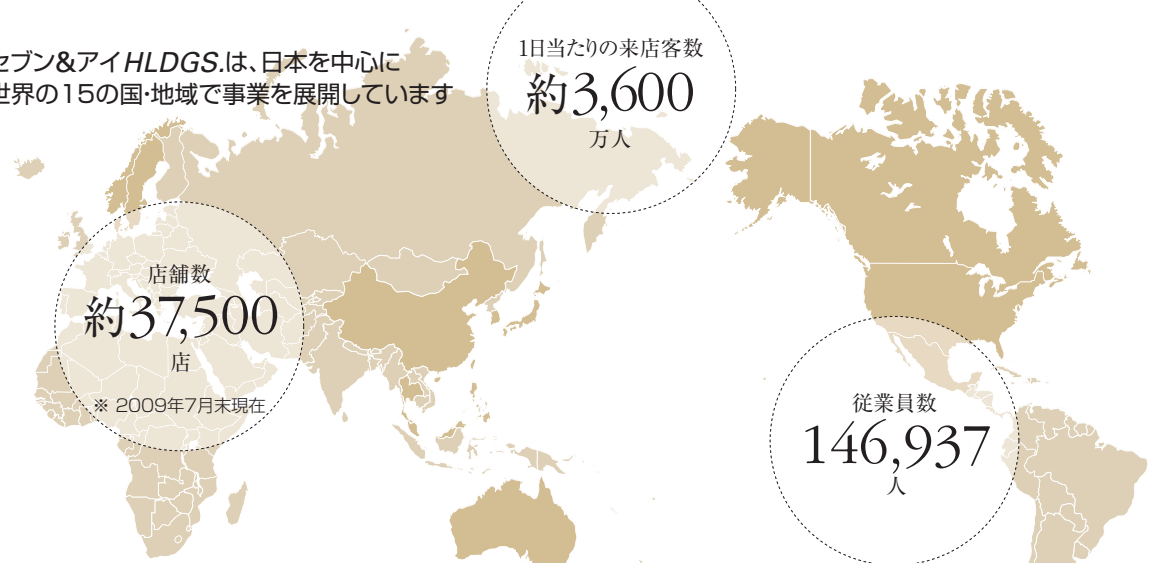 セブン&アイHLDGS.は、日本を中心に
世界の15の国・地域で事業を展開しています
1日当たりの来店客数
約3,600
万人
店舗数
約37,500
店
※ 2009年7月末現在
従業員数
146,937
人